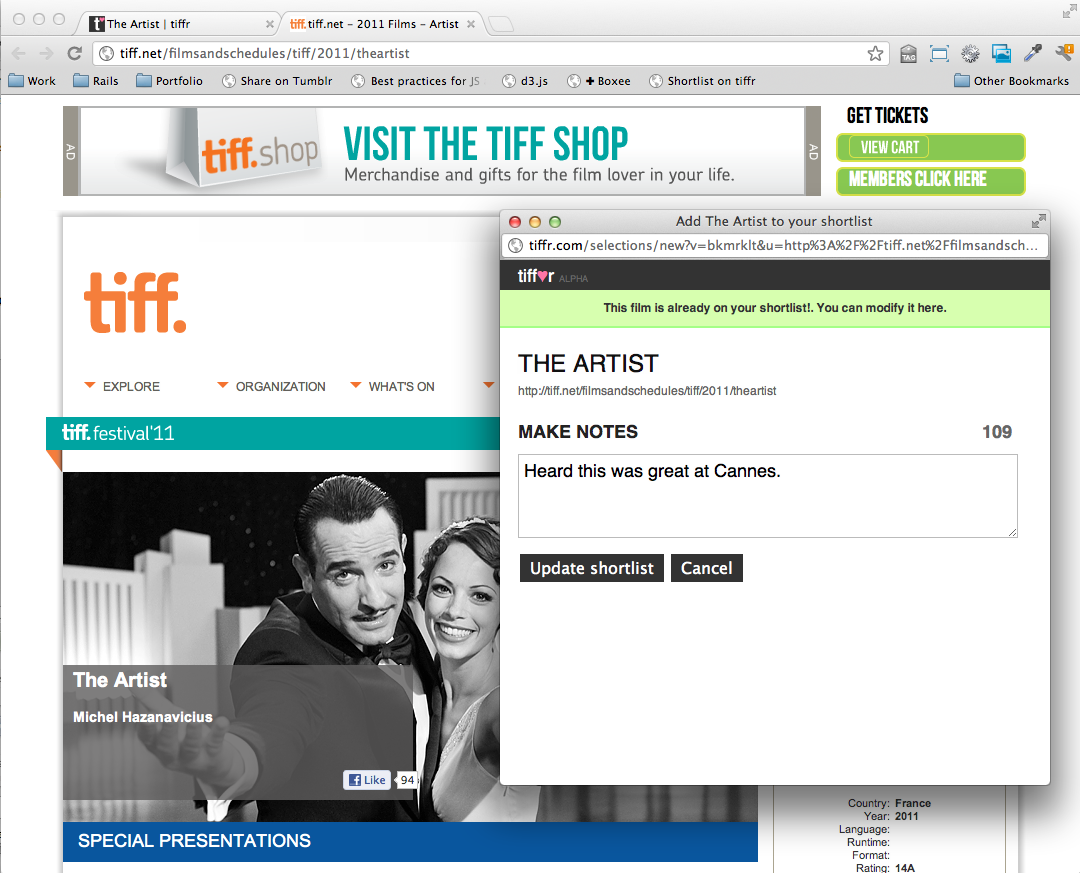 The Artist | tiffr
tiff. tiff.net – 2011 Films – Artist
tiff.net/filmsandschedules/tiff/2011/theartist
TAG
Work
Rails
Portfolio
Share on Tumblr
Best practices for JS
d3.js
✚ Boxee
Shortlist on tiffr
Other Bookmarks
AD
tiff.shop
VISIT THE TIFF SHOP
Merchandise and gifts for the film lover in your life.
AD
GET TICKETS
VIEW CART
MEMBERS CLICK HERE
tiff.
EXPLORE
ORGANIZATION
WHAT'S ON
tiff. festival'11
The Artist
Michel Hazanavicius
Like
94
SPECIAL PRESENTATIONS
Add The Artist to your shortlist
tiffr.com/selections/new?v=bkmrklt&u=http%3A%2F%2Ftiff.net%2Ffilmsandsch...
tiff♥r ALPHA
This film is already on your shortlist!. You can modify it here.
THE ARTIST
http://tiff.net/filmsandschedules/tiff/2011/theartist
MAKE NOTES 109
Heard this was great at Cannes.
Update shortlist
Cancel
Country: France
Year: 2011
Language:
Runtime:
Format:
Rating: 14A